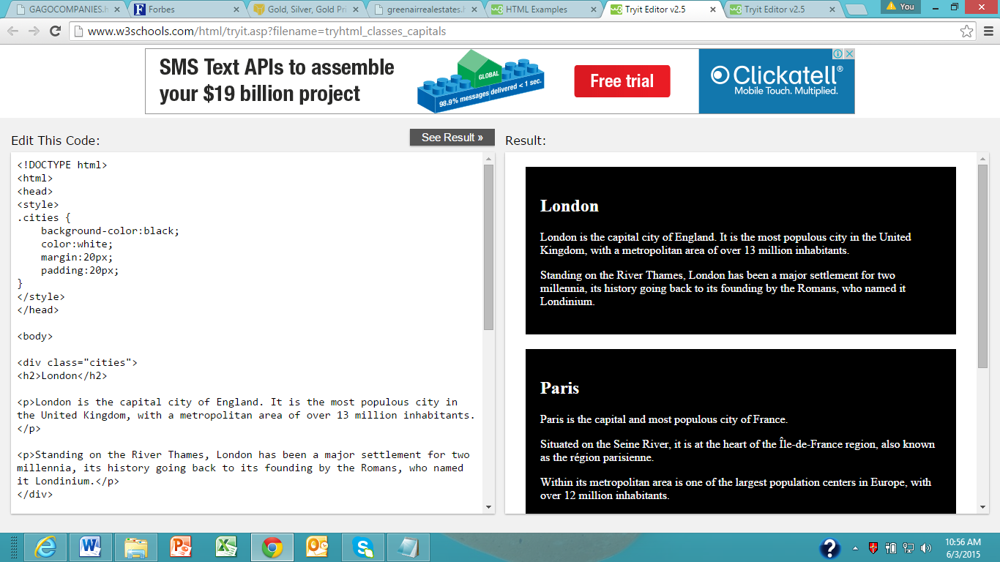 GAGOCOMPANIES.h
Forbes
Gold, Silver, Gold Pri
greenairrealestates.h
HTML Examples
Tryit Editor v2.5
Tryit Editor v2.5
You
www.w3schools.com/html/tryit.asp?filename=tryhtml_classes_capitals
SMS Text APIs to assemble
your $19 billion project
GLOBAL
98.9% messages delivered < 1 sec.
Free trial
Clickatell®
Mobile Touch. Multiplied.
Edit This Code:
See Result »
Result:
<!DOCTYPE html>
<html>
<head>
<style>
.cities {
    background-color:black;
    color:white;
    margin:20px;
    padding:20px;
}
</style>
</head>
<body>
<div class="cities">
<h2>London</h2>
<p>London is the capital city of England. It is the most populous city in
the United Kingdom, with a metropolitan area of over 13 million inhabitants.
</p>
<p>Standing on the River Thames, London has been a major settlement for two
millennia, its history going back to its founding by the Romans, who named
it Londinium.</p>
</div>
London
London is the capital city of England. It is the most populous city in the United
Kingdom, with a metropolitan area of over 13 million inhabitants.
Standing on the River Thames, London has been a major settlement for two
millennia, its history going back to its founding by the Romans, who named it
Londinium.
Paris
Paris is the capital and most populous city of France.
Situated on the Seine River, it is at the heart of the Île-de-France region, also known
as the région parisienne.
Within its metropolitan area is one of the largest population centers in Europe, with
over 12 million inhabitants.
10:56 AM
6/3/2015